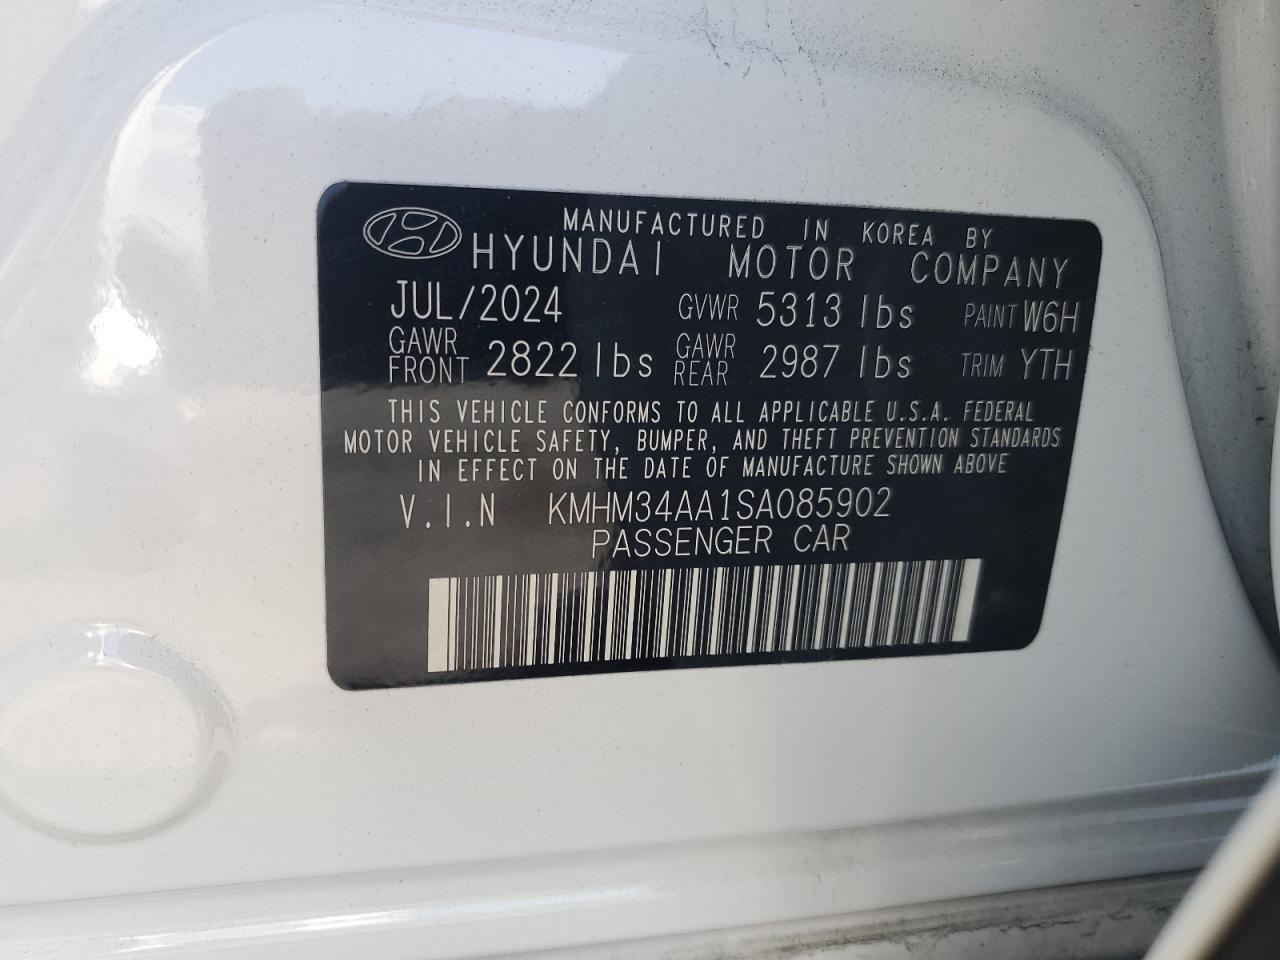 MANUFACTURED IN KOREA BY
HYUNDAI MOTOR COMPANY
JUL/2024 GVWR 5313 lbs PAINT W6H
GAWR FRONT 2822 lbs GAWR REAR 2987 lbs TRIM YTH
THIS VEHICLE CONFORMS TO ALL APPLICABLE U.S.A. FEDERAL
MOTOR VEHICLE SAFETY, BUMPER, AND THEFT PREVENTION STANDARDS
IN EFFECT ON THE DATE OF MANUFACTURE SHOWN ABOVE
V.I.N KMHM34AA1SA085902
PASSENGER CAR